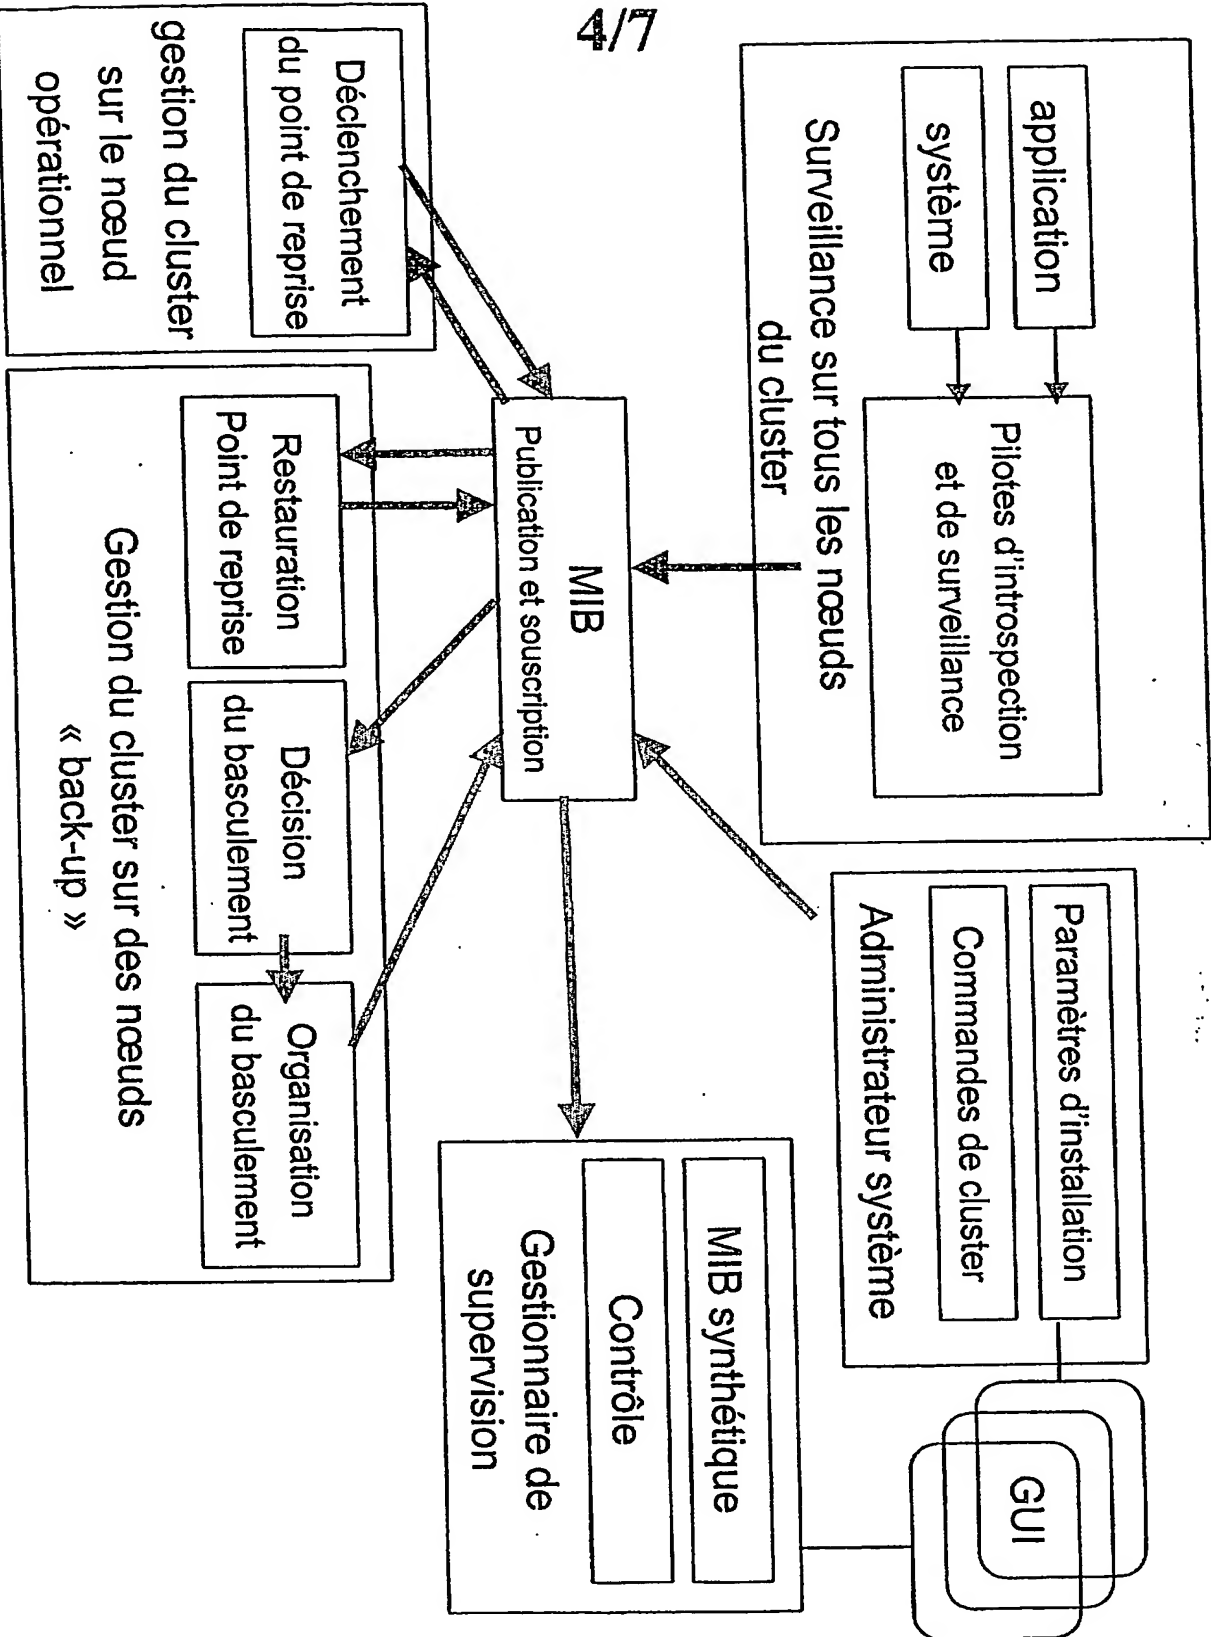 4/7
application
système
Pilotes d'introspection
et de surveillance
Surveillance sur tous les nœuds
du cluster
Paramètres d'installation
Commandes de cluster
Administrateur système
GUI
MIB
Publication et souscription
MIB synthétique
Contrôle
Gestionnaire de
supervision
Déclenchement
du point de reprise
gestion du cluster
sur le nœud
opérationnel
Restauration
Point de reprise
Décision
du basculement
Organisation
du basculement
Gestion du cluster sur des nœuds
« back-up »